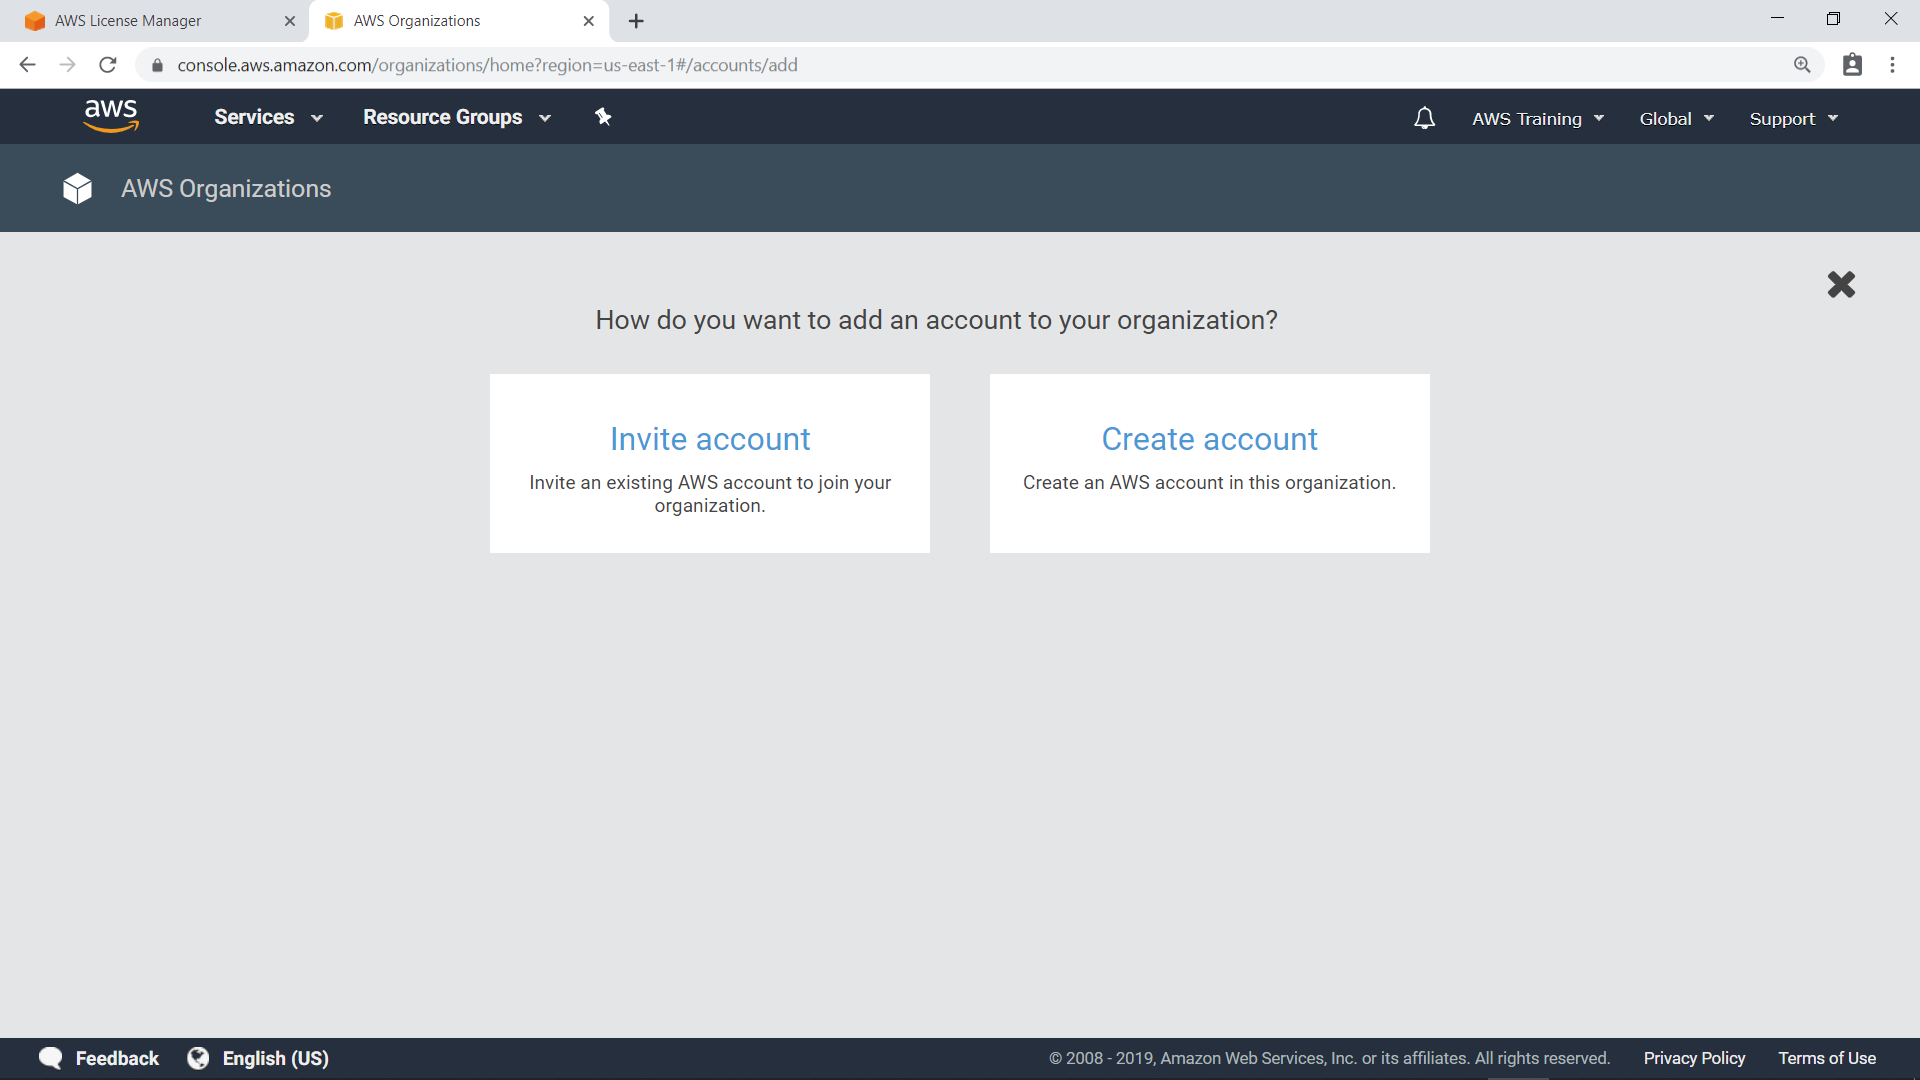 AWS License Manager
AWS Organizations
console.aws.amazon.com/organizations/home?region=us-east-1#/accounts/add
aws
Services
Resource Groups
AWS Training
Global
Support
AWS Organizations
How do you want to add an account to your organization?
Invite account
Invite an existing AWS account to join your
organization.
Create account
Create an AWS account in this organization.
Feedback
English (US)
© 2008 - 2019, Amazon Web Services, Inc. or its affiliates. All rights reserved.
Privacy Policy
Terms of Use